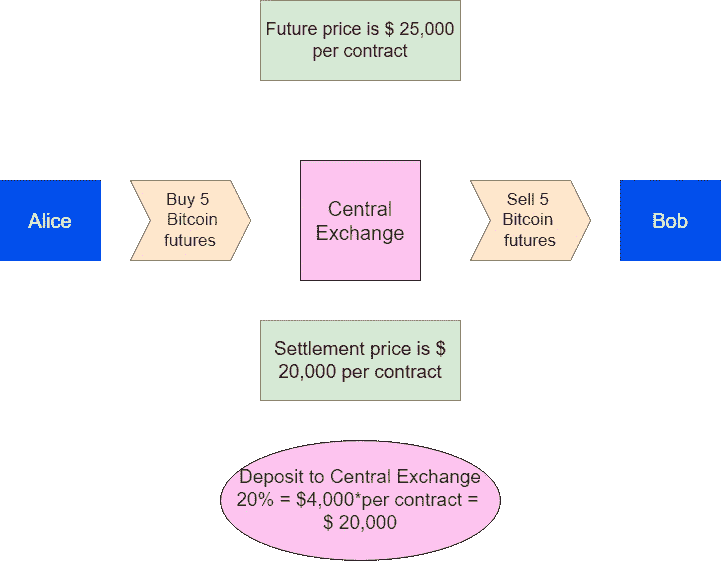 Future price is $ 25,000
per contract
Alice
Buy 5
Bitcoin
futures
Central
Exchange
Sell 5
Bitcoin
futures
Bob
Settlement price is $
20,000 per contract
Deposit to Central Exchange
20% = $4,000*per contract =
$ 20,000